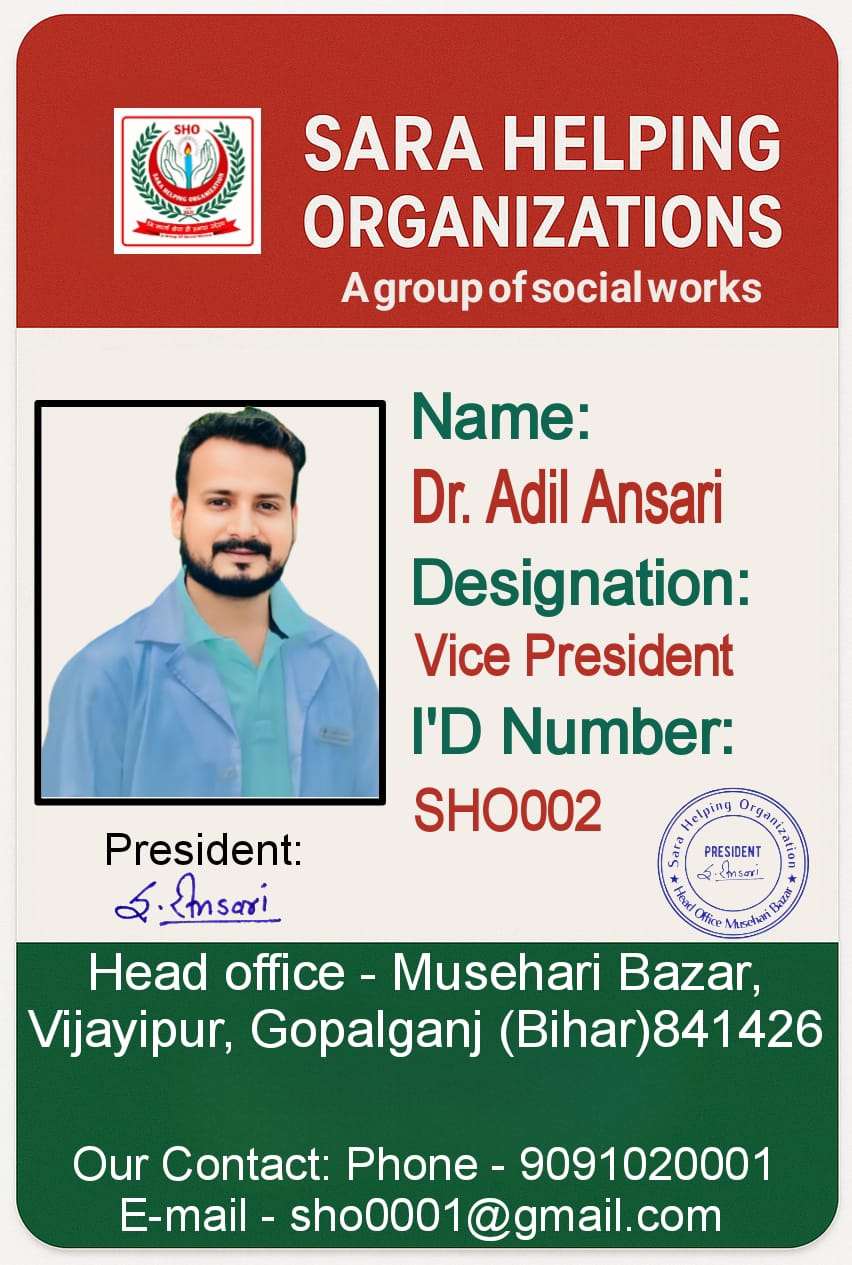 SHO
SARA HELPING ORGANIZATION
SARA HELPING
ORGANIZATIONS
A group of social works
Name:
Dr. Adil Ansari
Designation:
Vice President
I'D Number:
SHO002
President:
S. Ansari
Sara Helping Organization
PRESIDENT
S. Ansari
★ Head Office Musehari Bazar ★
Head office - Musehari Bazar,
Vijayipur, Gopalganj (Bihar)841426
Our Contact: Phone - 9091020001
E-mail - sho0001@gmail.com